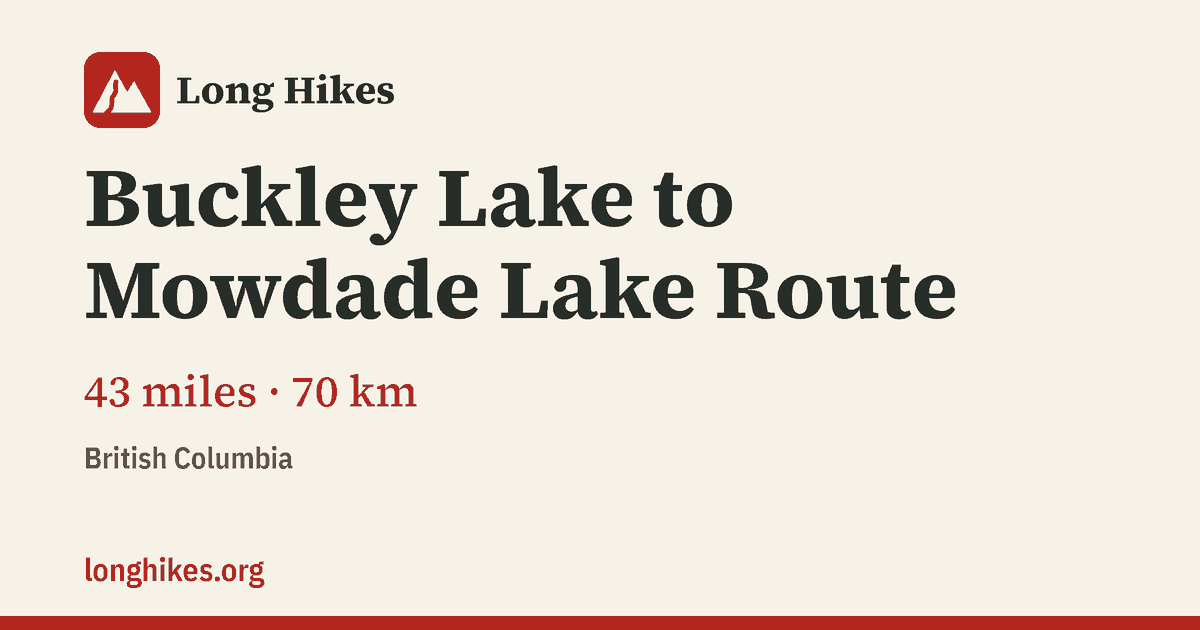 Long Hikes
Buckley Lake to
Mowdade Lake Route
43 miles · 70 km
British Columbia
longhikes.org